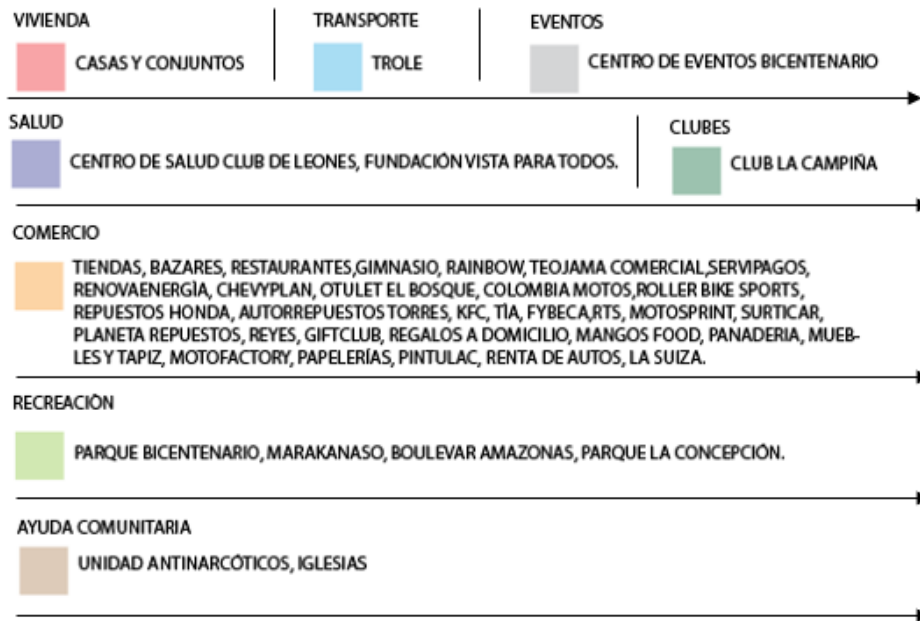 VIVIENDA
CASAS Y CONJUNTOS
TRANSPORTE
TROLE
EVENTOS
CENTRO DE EVENTOS BICENTENARIO
SALUD
CENTRO DE SALUD CLUB DE LEONES, FUNDACIÓN VISTA PARA TODOS.
CLUBES
CLUB LA CAMPIÑA
COMERCIO
TIENDAS, BAZARES, RESTAURANTES,GIMNASIO, RAINBOW, TEOJAMA COMERCIAL,SERVIPAGOS,
RENOVAENERGÌA, CHEVYPLAN, OTULET EL BOSQUE, COLOMBIA MOTOS,ROLLER BIKE SPORTS,
REPUESTOS HONDA, AUTORREPUESTOS TORRES, KFC, TÌA, FYBECA,RTS, MOTOSPRINT, SURTICAR,
PLANETA REPUESTOS, REYES, GIFTCLUB, REGALOS A DOMICILIO, MANGOS FOOD, PANADERIA, MUEB-
LES Y TAPIZ, MOTOFACTORY, PAPELERÍAS, PINTULAC, RENTA DE AUTOS, LA SUIZA.
RECREACIÒN
PARQUE BICENTENARIO, MARAKANASO, BOULEVAR AMAZONAS, PARQUE LA CONCEPCIÓN.
AYUDA COMUNITARIA
UNIDAD ANTINARCÓTICOS, IGLESIAS